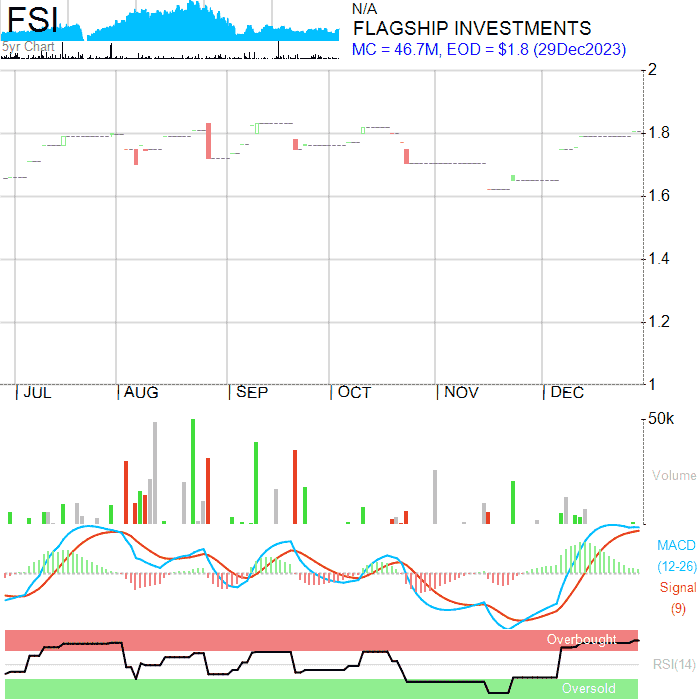 FSI
5yr Chart
N/A
FLAGSHIP INVESTMENTS
MC = 46.7M, EOD = $1.8 (29Dec2023)
2
1.8
1.6
1.4
1.2
1
JUL AUG SEP OCT NOV DEC
50k
Volume
MACD
(12-26)
Signal
(9)
Overbought
RSI(14)
Oversold